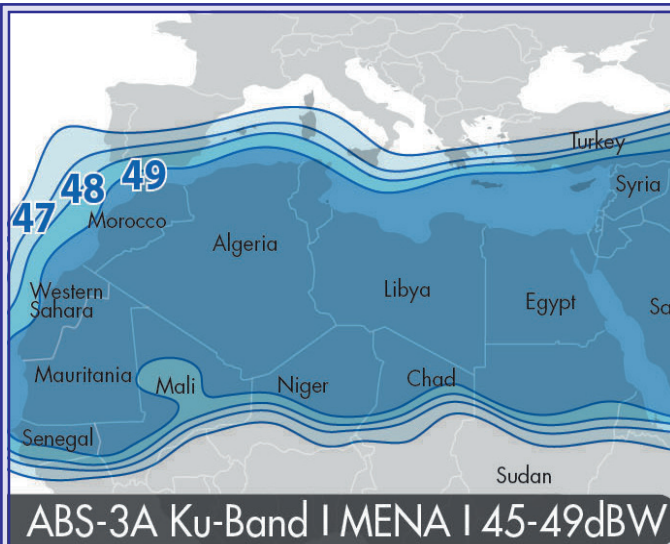 Turkey
49
48
47
Syria
Morocco
Algeria
Western
Sahara
Libya
Egypt
Sa
Mauritania
Mali
Niger
Chad
Senegal
Sudan
ABS-3A Ku-Band I MENA I 45-49dBW